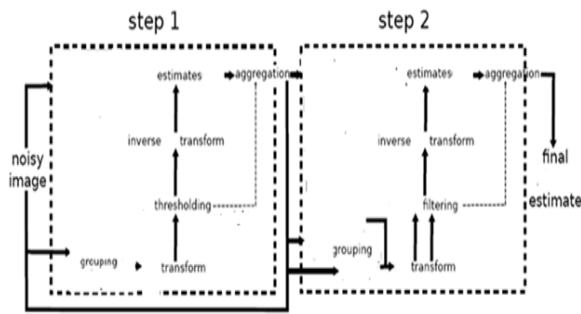 step 1
step 2
estimates
aggregation
estimates
aggregation
inverse transform
inverse transform
noisy
image
final
estimate
thresholding
filtering
grouping
transform
grouping
transform